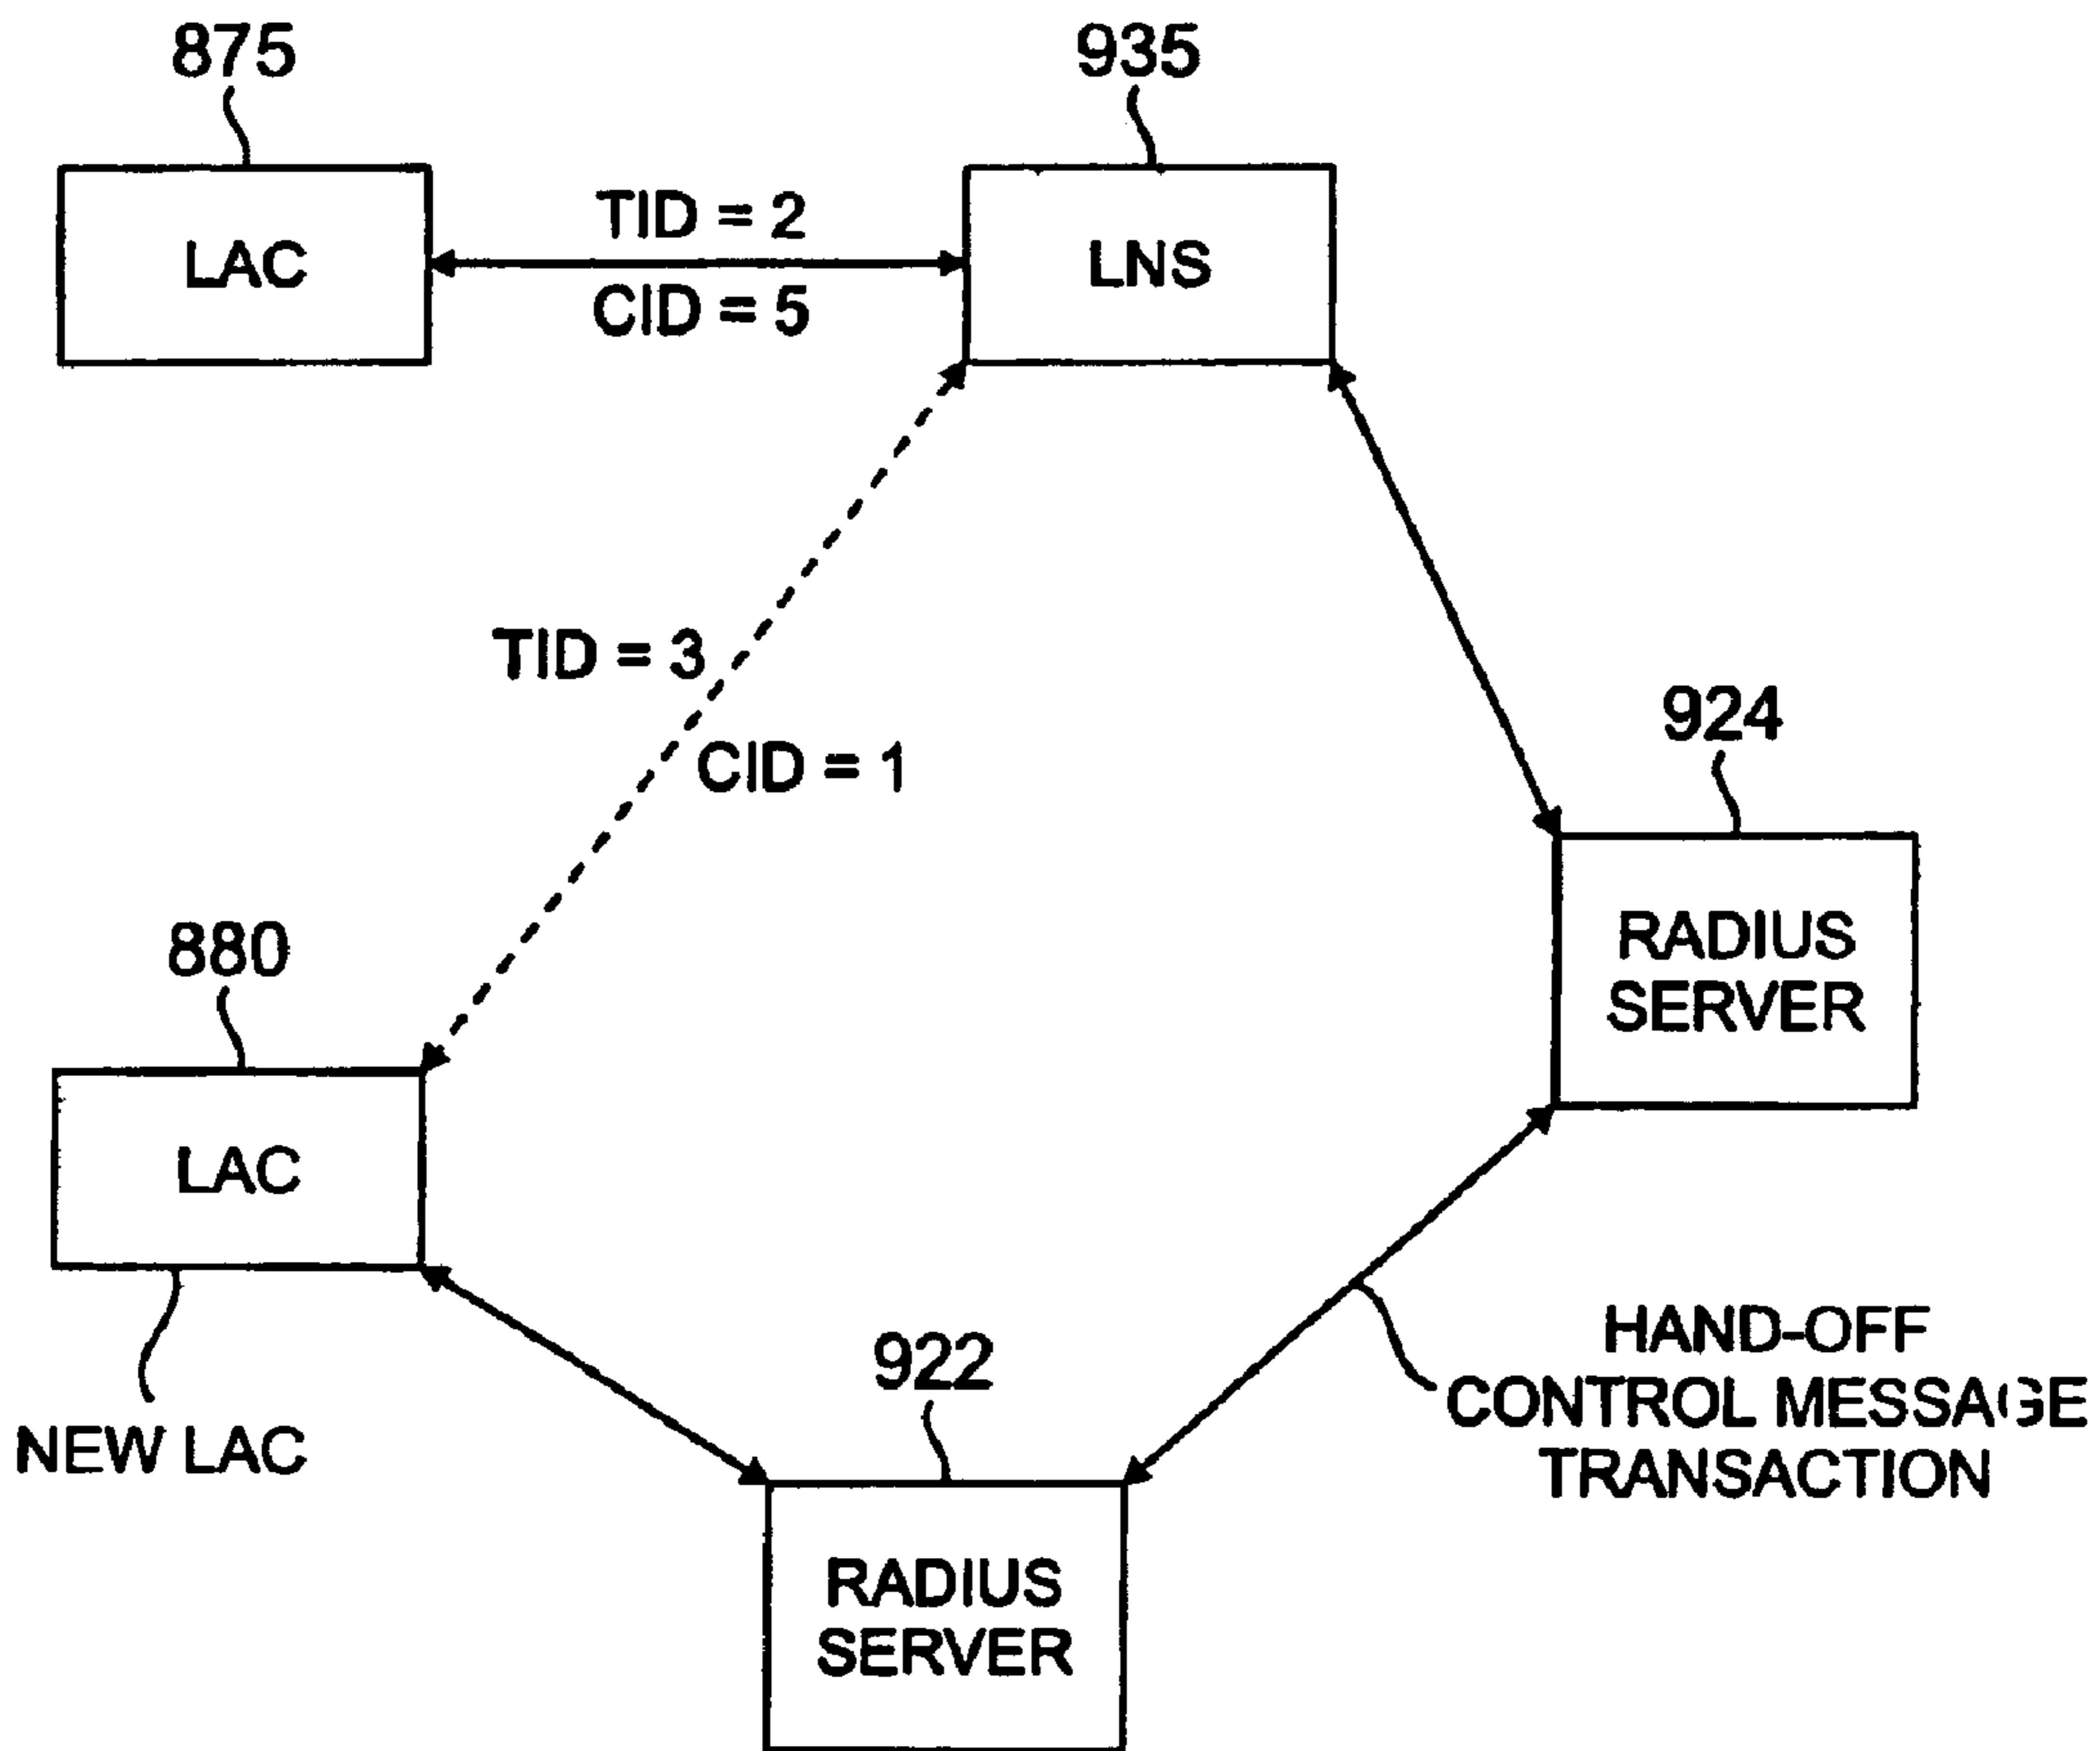 875
935
LAC
TID = 2
CID = 5
LNS
TID = 3
CID = 1
924
RADIUS
SERVER
880
LAC
NEW LAC
922
HAND-OFF
CONTROL MESSAGE
TRANSACTION
RADIUS
SERVER